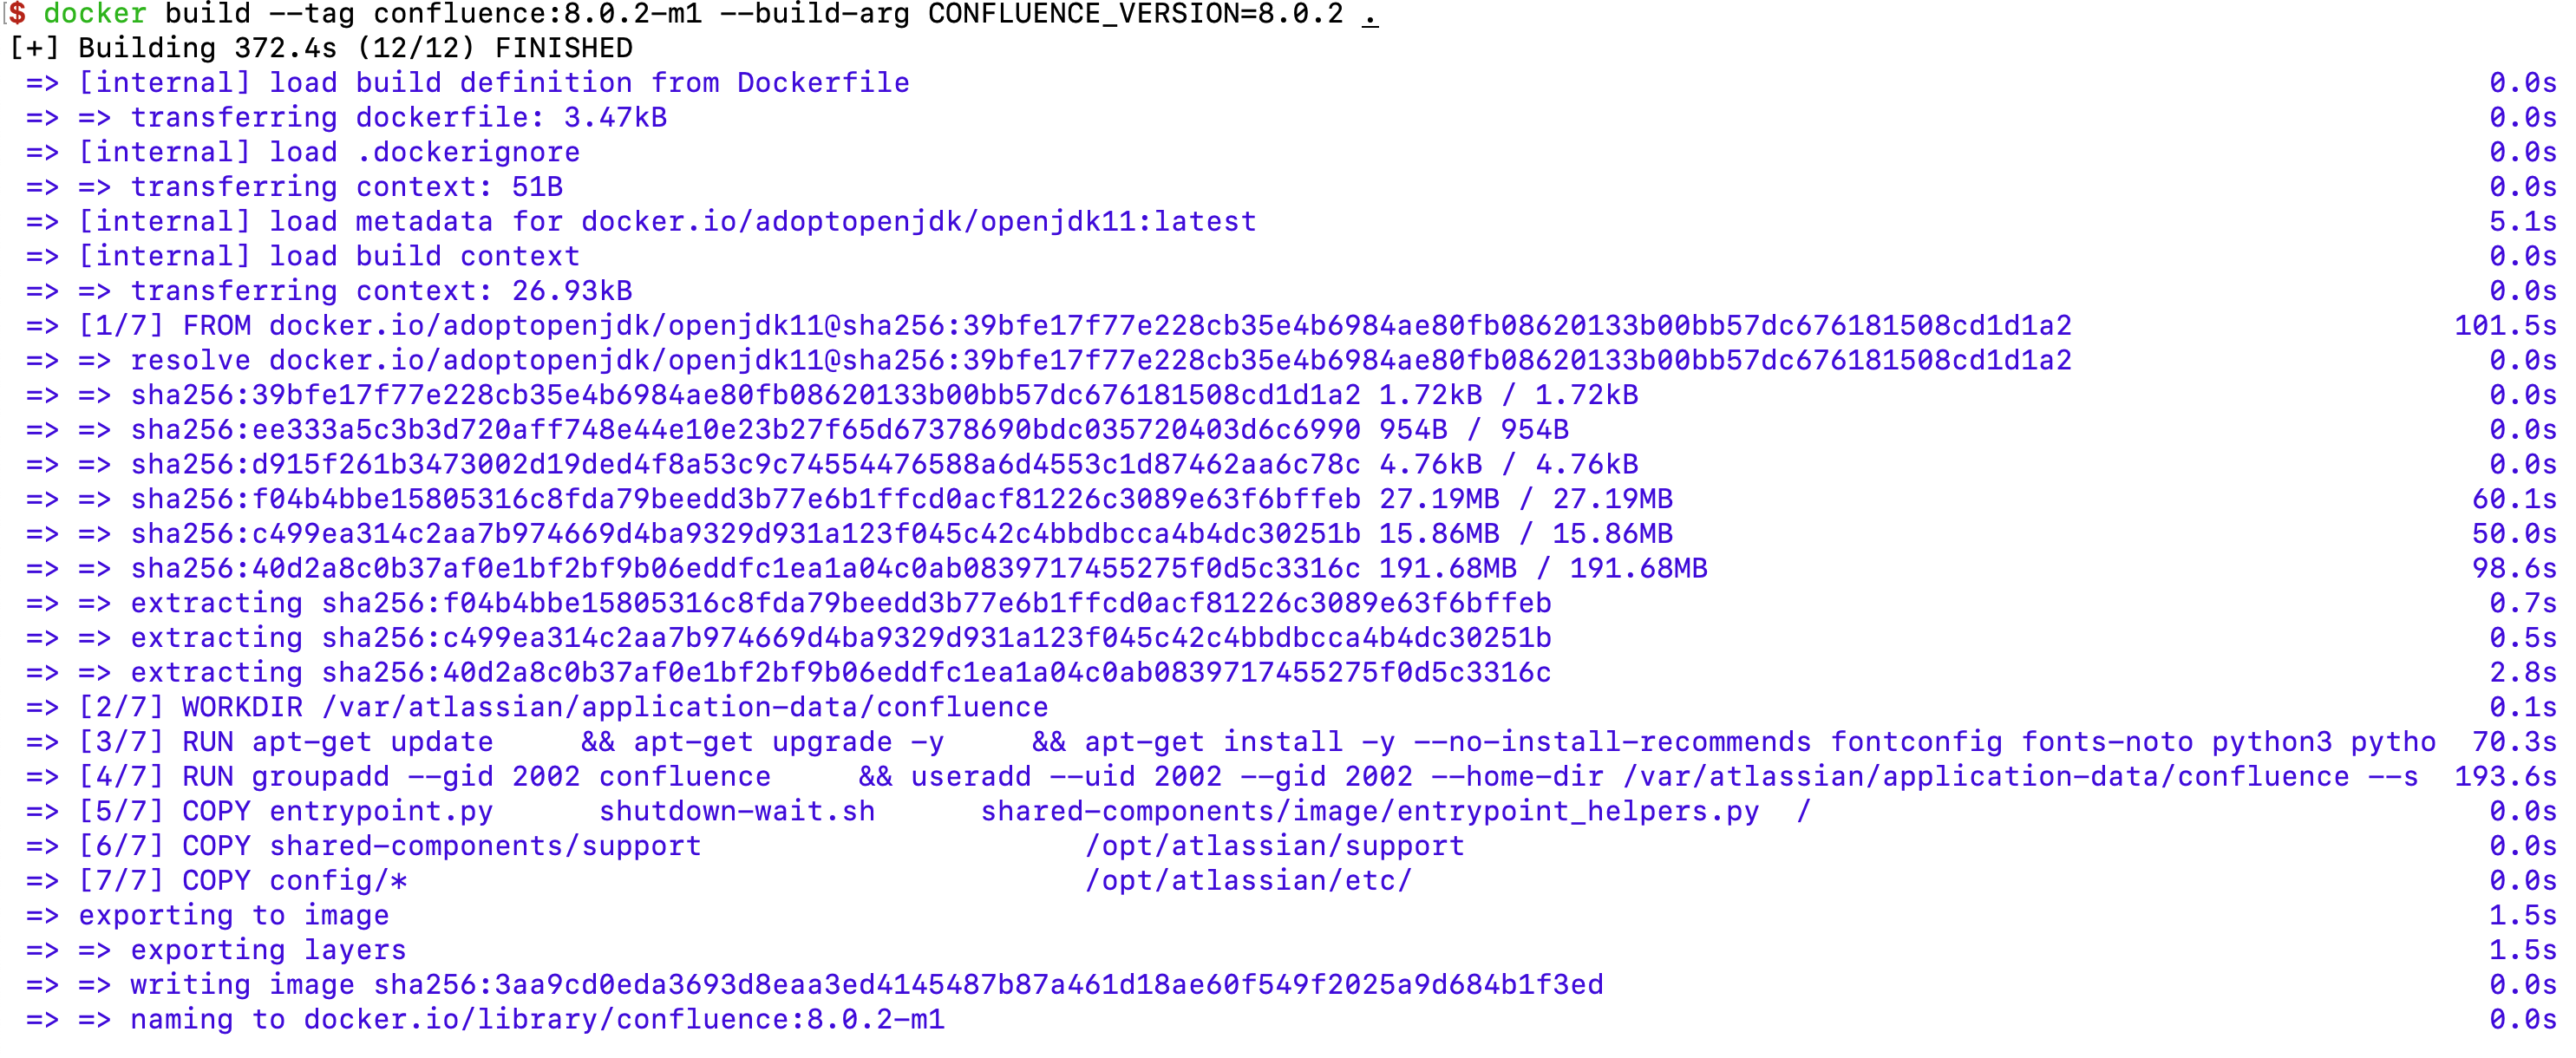 $ docker build --tag confluence:8.0.2-m1 --build-arg CONFLUENCE_VERSION=8.0.2 .
[+] Building 372.4s (12/12) FINISHED
=> [internal] load build definition from Dockerfile 0.0s
=> => transferring dockerfile: 3.47kB 0.0s
=> [internal] load .dockerignore 0.0s
=> => transferring context: 51B 0.0s
=> [internal] load metadata for docker.io/adoptopenjdk/openjdk11:latest 5.1s
=> [internal] load build context 0.0s
=> => transferring context: 26.93kB 0.0s
=> [1/7] FROM docker.io/adoptopenjdk/openjdk11@sha256:39bfe17f77e228cb35e4b6984ae80fb08620133b00bb57dc676181508cd1d1a2 101.5s
=> => resolve docker.io/adoptopenjdk/openjdk11@sha256:39bfe17f77e228cb35e4b6984ae80fb08620133b00bb57dc676181508cd1d1a2 0.0s
=> => sha256:39bfe17f77e228cb35e4b6984ae80fb08620133b00bb57dc676181508cd1d1a2 1.72kB / 1.72kB 0.0s
=> => sha256:ee333a5c3b3d720aff748e44e10e23b27f65d67378690bdc035720403d6c6990 954B / 954B 0.0s
=> => sha256:d915f261b3473002d19ded4f8a53c9c74554476588a6d4553c1d87462aa6c78c 4.76kB / 4.76kB 0.0s
=> => sha256:f04b4bbe15805316c8fda79beedd3b77e6b1ffcd0acf81226c3089e63f6bffeb 27.19MB / 27.19MB 60.1s
=> => sha256:c499ea314c2aa7b974669d4ba9329d931a123f045c42c4bbdbcca4b4dc30251b 15.86MB / 15.86MB 50.0s
=> => sha256:40d2a8c0b37af0e1bf2bf9b06eddfc1ea1a04c0ab0839717455275f0d5c3316c 191.68MB / 191.68MB 98.6s
=> => extracting sha256:f04b4bbe15805316c8fda79beedd3b77e6b1ffcd0acf81226c3089e63f6bffeb 0.7s
=> => extracting sha256:c499ea314c2aa7b974669d4ba9329d931a123f045c42c4bbdbcca4b4dc30251b 0.5s
=> => extracting sha256:40d2a8c0b37af0e1bf2bf9b06eddfc1ea1a04c0ab0839717455275f0d5c3316c 2.8s
=> [2/7] WORKDIR /var/atlassian/application-data/confluence 0.1s
=> [3/7] RUN apt-get update     && apt-get upgrade -y     && apt-get install -y --no-install-recommends fontconfig fonts-noto python3 pytho 70.3s
=> [4/7] RUN groupadd --gid 2002 confluence     && useradd --uid 2002 --gid 2002 --home-dir /var/atlassian/application-data/confluence --s 193.6s
=> [5/7] COPY entrypoint.py      shutdown-wait.sh      shared-components/image/entrypoint_helpers.py  / 0.0s
=> [6/7] COPY shared-components/support                      /opt/atlassian/support 0.0s
=> [7/7] COPY config/*                                       /opt/atlassian/etc/ 0.0s
=> exporting to image 1.5s
=> => exporting layers 1.5s
=> => writing image sha256:3aa9cd0eda3693d8eaa3ed4145487b87a461d18ae60f549f2025a9d684b1f3ed 0.0s
=> => naming to docker.io/library/confluence:8.0.2-m1 0.0s